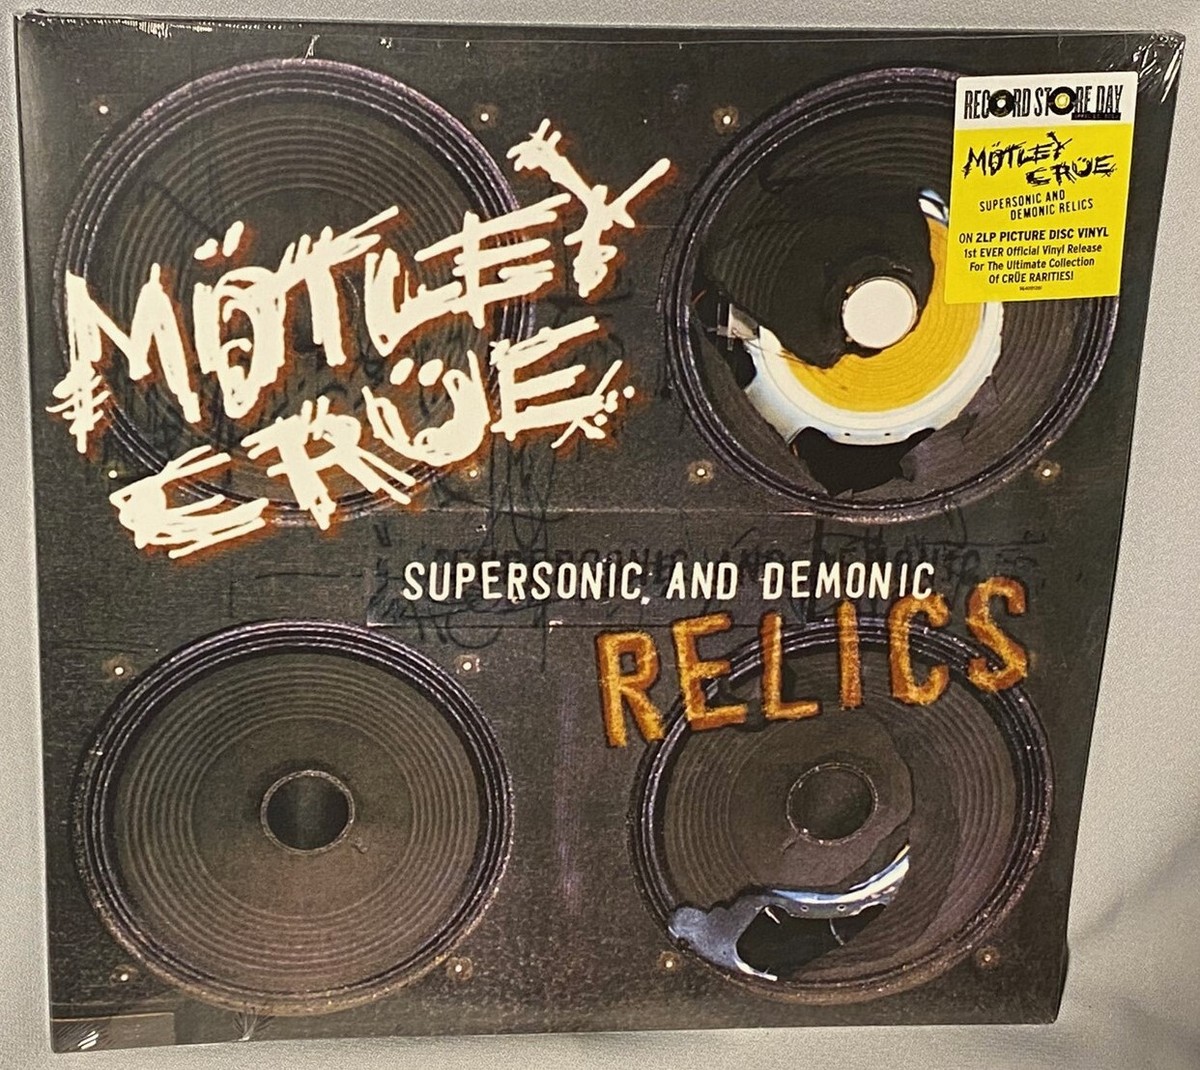 MÖTLEY
CRÜE
SUPERSONIC AND DEMONIC
RELICS
RECORD STORE DAY
MÖTLEY
CRÜE
SUPERSONIC AND
DEMONIC RELICS
ON 2LP PICTURE DISC VINYL
1st EVER Official Vinyl Release
For The Ultimate Collection
Of CRÜE RARITIES!